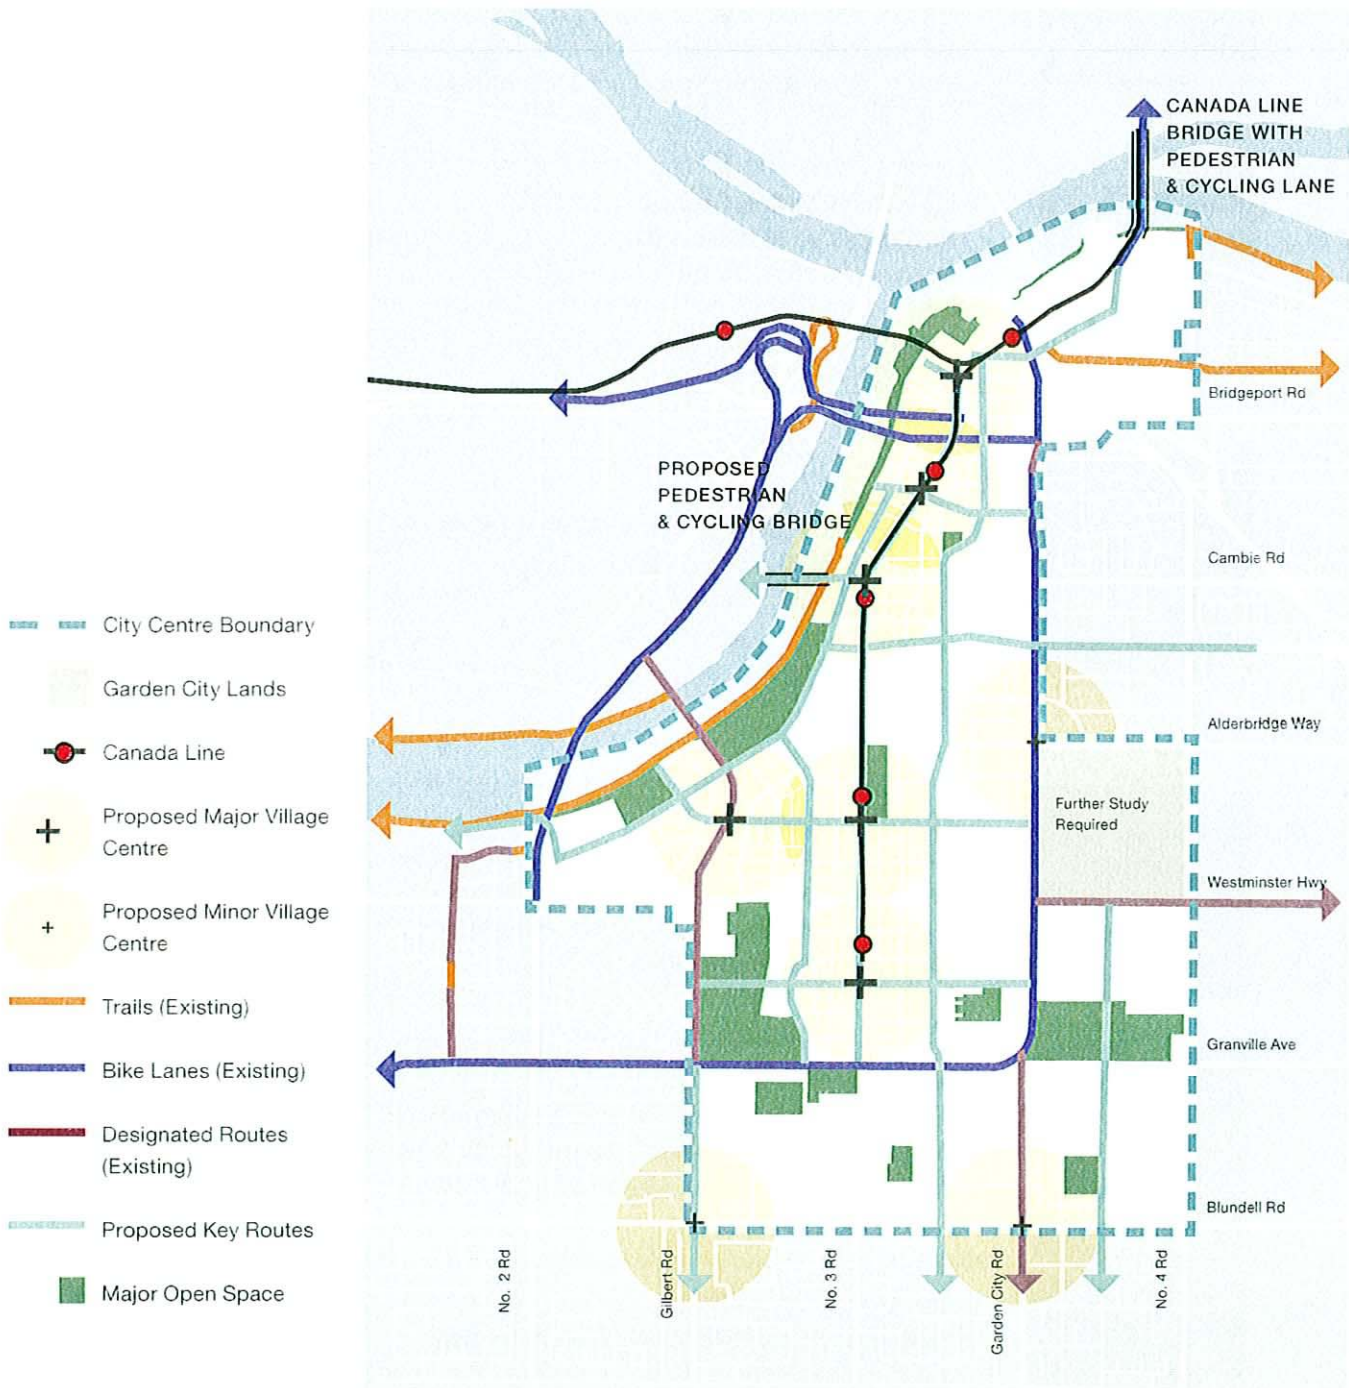 CANADA LINE
BRIDGE WITH
PEDESTRIAN
& CYCLING LANE
Bridgeport Rd
PROPOSED
PEDESTRIAN
& CYCLING BRIDGE
Cambie Rd
City Centre Boundary
Garden City Lands
Alderbridge Way
Canada Line
Further Study
Required
Proposed Major Village
Centre
Westminster Hwy
Proposed Minor Village
Centre
Trails (Existing)
Granville Ave
Bike Lanes (Existing)
Designated Routes
(Existing)
Blundell Rd
Proposed Key Routes
Major Open Space
No. 2 Rd
Gilbert Rd
No. 3 Rd
Garden City Rd
No. 4 Rd